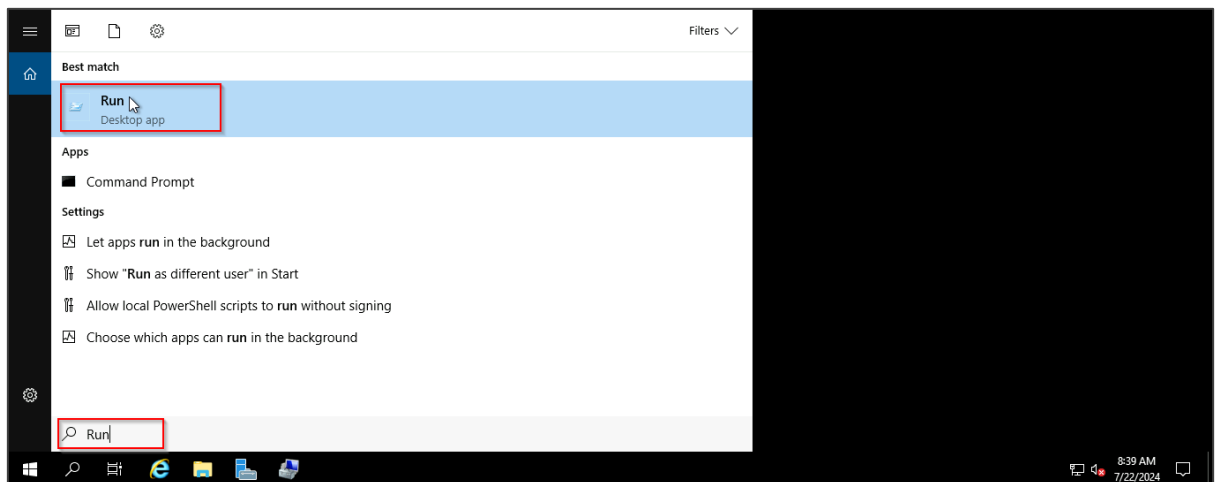 Filters
Best match
Run
Desktop app
Apps
Command Prompt
Settings
Let apps run in the background
Show "Run as different user" in Start
Allow local PowerShell scripts to run without signing
Choose which apps can run in the background
Run
8:39 AM
7/22/2024